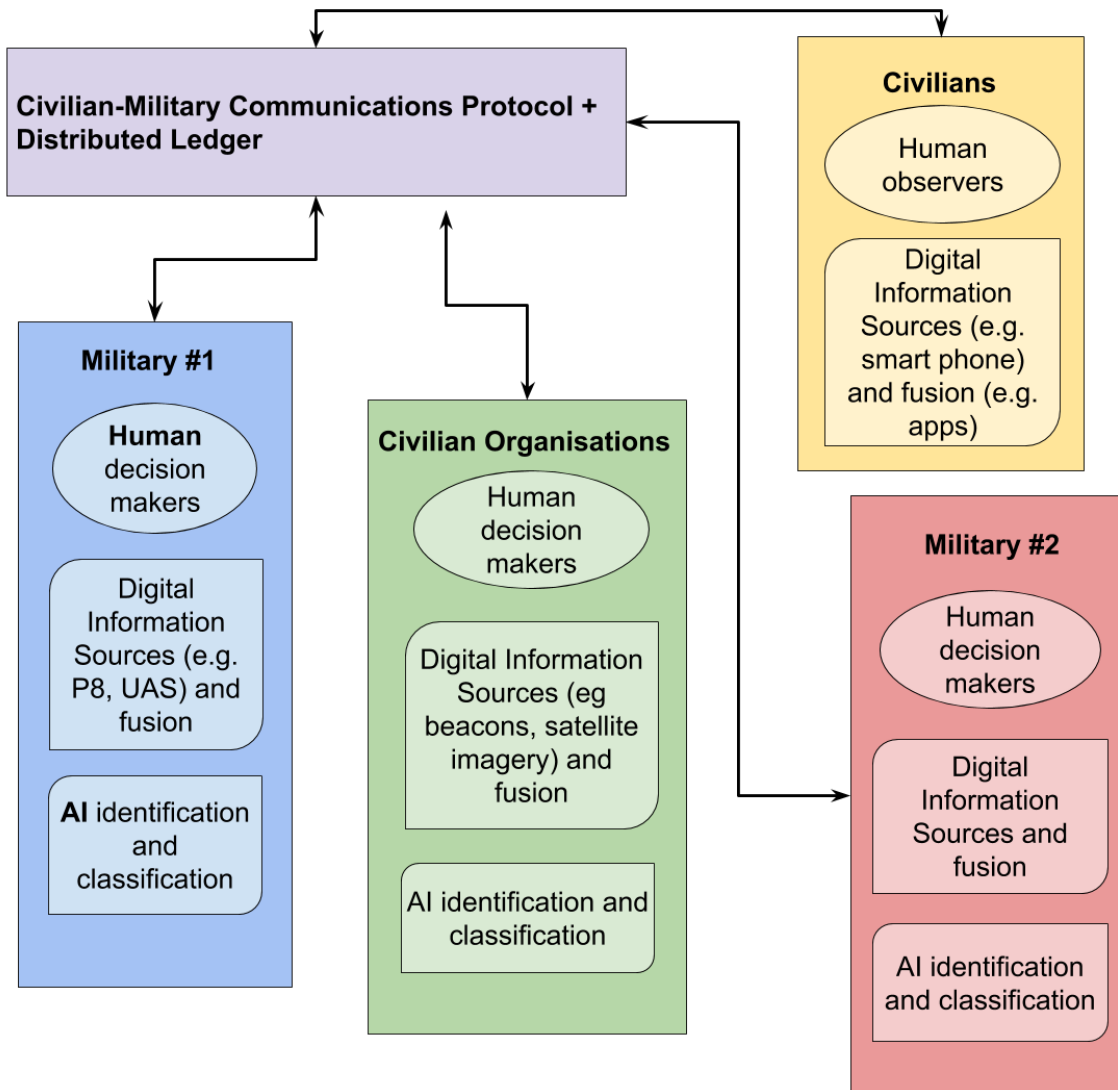 Civilian-Military Communications Protocol +
Distributed Ledger
Civilians
Human
observers
Digital
Information
Sources (e.g.
smart phone)
and fusion (e.g.
apps)
Military #1
Human
decision
makers
Digital
Information
Sources (e.g.
P8, UAS) and
fusion
AI identification
and
classification
Civilian Organisations
Human
decision
makers
Digital Information
Sources (eg
beacons, satellite
imagery) and
fusion
AI identification and
classification
Military #2
Human
decision
makers
Digital
Information
Sources and
fusion
AI identification
and classification